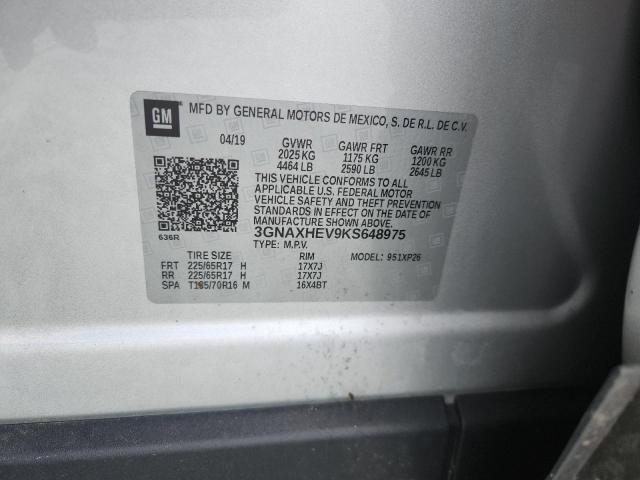 GM MFD BY GENERAL MOTORS DE MEXICO, S. DE R.L. DE C.V.
04/19 GVWR GAWR FRT GAWR RR
2025 KG 1175 KG 1200 KG
4464 LB 2590 LB 2645 LB
THIS VEHICLE CONFORMS TO ALL
APPLICABLE U.S. FEDERAL MOTOR
VEHICLE SAFETY AND THEFT PREVENTION
STANDARDS IN EFFECT ON THE DATE OF
MANUFACTURE SHOWN ABOVE.
636R 3GNAXHEV9KS648975
TYPE: M.P.V.
TIRE SIZE RIM MODEL: 951XP26
FRT 225/65R17 H 17X7J
RR 225/65R17 H 17X7J
SPA T135/70R16 M 16X4BT